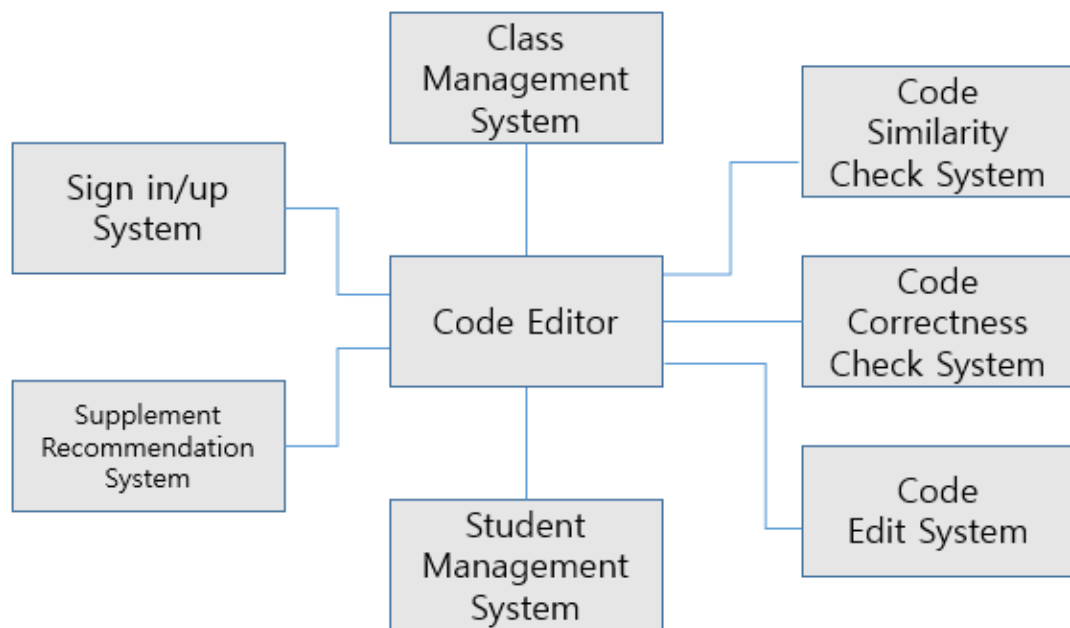 Class
Management
System
Code
Similarity
Check System
Sign in/up
System
Code Editor
Code
Correctness
Check System
Supplement
Recommendation
System
Code
Edit System
Student
Management
System